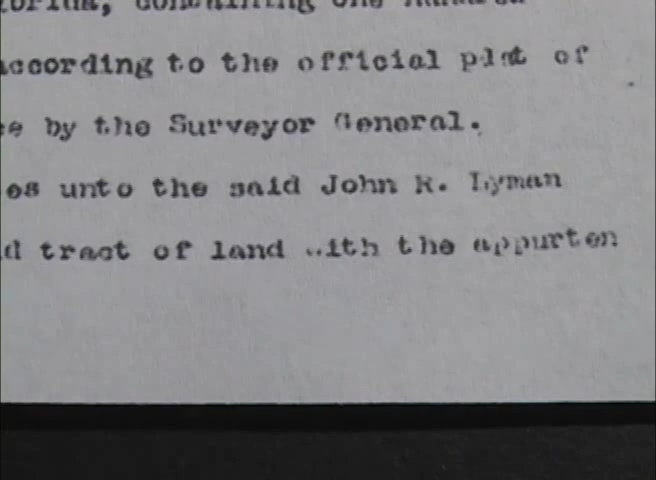 according to the official plat of
by the Surveyor General.
es unto the said John R. Lyman
d tract of land with the appurten